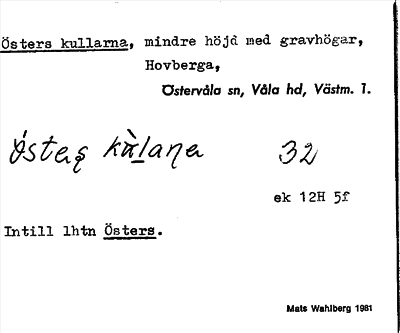 Östers kullarna, mindre höjd med gravhögar,
Hovberga,
Östervåla sn, Våla hd, Västm. l.
32
ek 12H 5f
Intill lhtn Östers.
Mats Wahlberg 1981